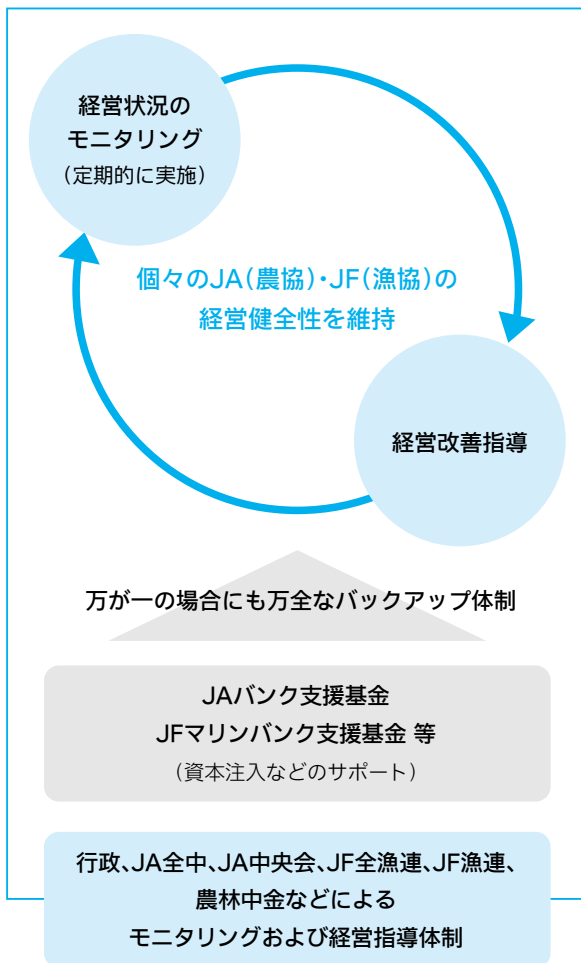 経営状況の
モニタリング
（定期的に実施）
個々のJA（農協）・JF（漁協）の
経営健全性を維持
経営改善指導
万が一の場合にも万全なバックアップ体制
JAバンク支援基金
JFマリンバンク支援基金 等
（資本注入などのサポート）
行政、JA全中、JA中央会、JF全漁連、JF漁連、
農林中金などによる
モニタリングおよび経営指導体制